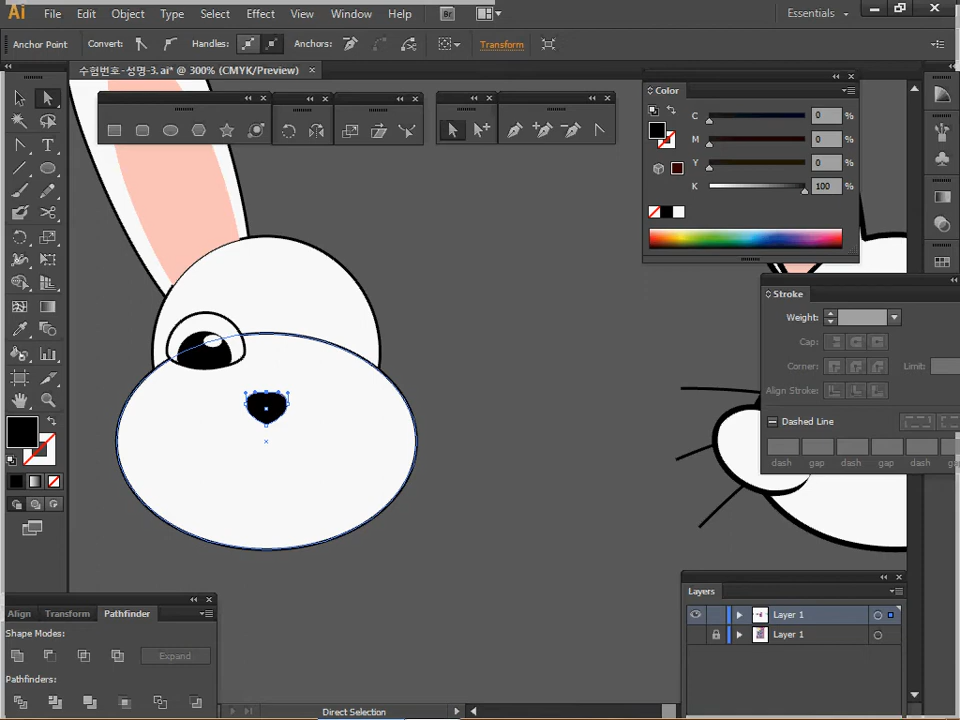 Ai File Edit Object Type Select Effect View Window Help Br Essentials
Anchor Point Convert: Handles: Anchors: Transform
수험번호-성명-3.ai* @ 300% (CMYK/Preview) ×
Color
C 0 %
M 0 %
Y 0 %
K 100 %
Stroke
Weight:
Cap:
Corner: Limit:
Align Stroke:
Dashed Line
dash gap dash gap dash gap
Align Transform Pathfinder
Shape Modes:
Expand
Pathfinders:
Layers
Layer 1
Layer 1
Direct Selection